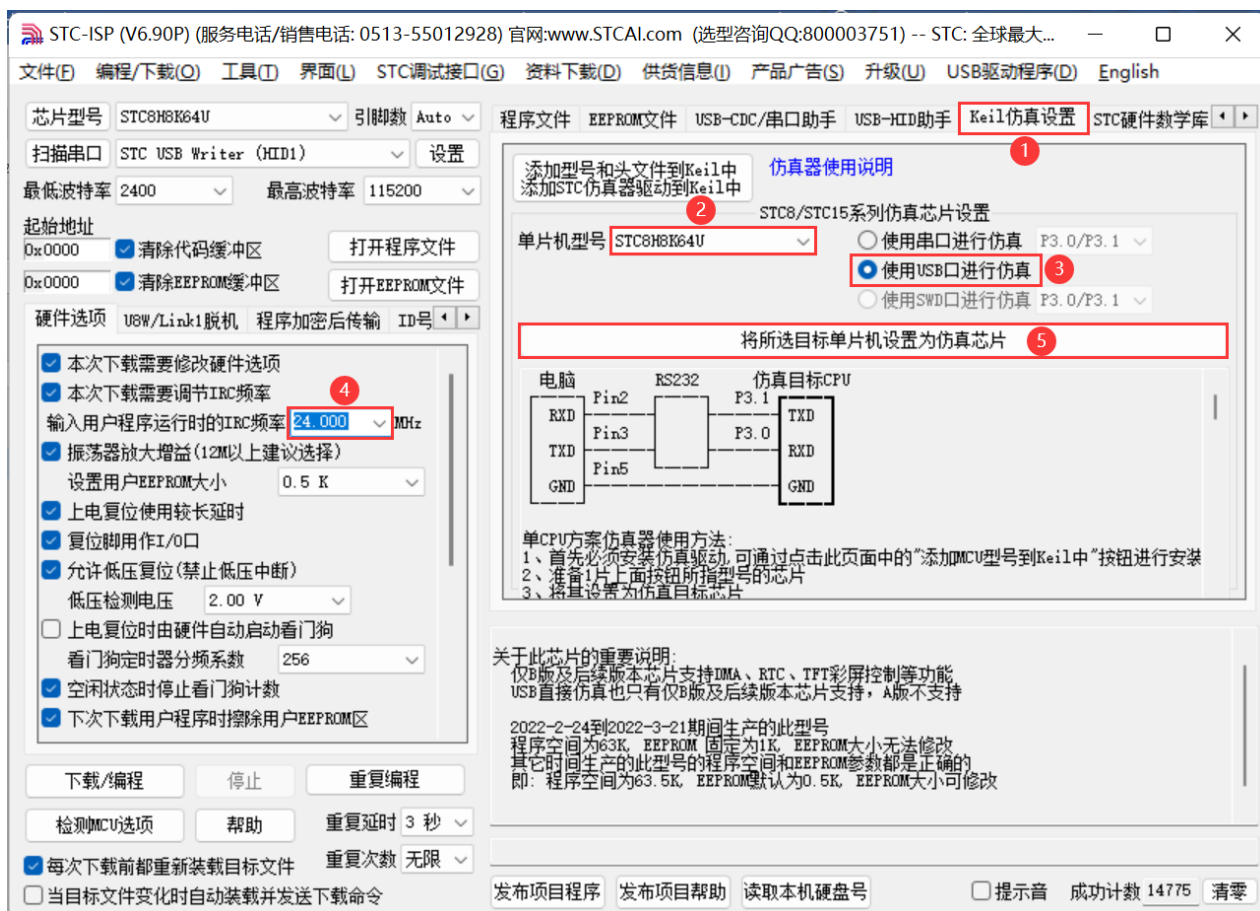 STC-ISP (V6.90P) (服务电话/销售电话: 0513-55012928) 官网:www.STCAI.com (选型咨询QQ:800003751) -- STC: 全球最大...
文件(F) 编程/下载(O) 工具(T) 界面(L) STC调试接口(G) 资料下载(D) 供货信息(I) 产品广告(S) 升级(U) USB驱动程序(D) English
芯片型号 STC8H8K64U 引脚数 Auto
扫描串口 STC USB Writer (HID1) 设置
最低波特率 2400 最高波特率 115200
起始地址
0x0000 清除代码缓冲区 打开程序文件
0x0000 清除EEPROM缓冲区 打开EEPROM文件
硬件选项 U8W/Link1脱机 程序加密后传输 ID号
本次下载需要修改硬件选项
本次下载需要调节IRC频率
4
输入用户程序运行时的IRC频率 24.000 MHz
振荡器放大增益(12M以上建议选择)
设置用户EEPROM大小 0.5 K
上电复位使用较长延时
复位脚用作I/O口
允许低压复位(禁止低压中断)
低压检测电压 2.00 V
上电复位时由硬件自动启动看门狗
看门狗定时器分频系数 256
空闲状态时停止看门狗计数
下次下载用户程序时擦除用户EEPROM区
下载/编程 停止 重复编程
检测MCU选项 帮助 重复延时 3 秒
每次下载前都重新装载目标文件 重复次数 无限
当目标文件变化时自动装载并发送下载命令
程序文件 EEPROM文件 USB-CDC/串口助手 USB-HID助手 Keil仿真设置 STC硬件数学库
1
添加型号和头文件到Keil中
添加STC仿真器驱动到Keil中
仿真器使用说明
2
STC8/STC15系列仿真芯片设置
单片机型号 STC8H8K64U 使用串口进行仿真 P3.0/P3.1
使用USB口进行仿真 3
使用SWD口进行仿真 P3.0/P3.1
将所选目标单片机设置为仿真芯片 5
电脑 RS232 仿真目标CPU
Pin2 P3.1
RXD TXD
Pin3 P3.0
TXD RXD
Pin5
GND GND
单CPU方案仿真器使用方法:
1、首先必须安装仿真驱动,可通过点击此页面中的"添加MCU型号到Keil中"按钮进行安装
2、准备1片上面按钮所指型号的芯片
3、将其设置为仿真目标芯片
关于此芯片的重要说明:
仅B版及后续版本芯片支持DMA、RTC、TFT彩屏控制等功能
USB直接仿真也只有仅B版及后续版本芯片支持，A版不支持
2022-2-24到2022-3-21期间生产的此型号
程序空间为63K, EEPROM 固定为1K, EEPROM大小无法修改
其它时间生产的此型号的程序空间和EEPROM参数都是正确的
即: 程序空间为63.5K, EEPROM默认为0.5K, EEPROM大小可修改
发布项目程序 发布项目帮助 读取本机硬盘号 提示音 成功计数 14775 清零